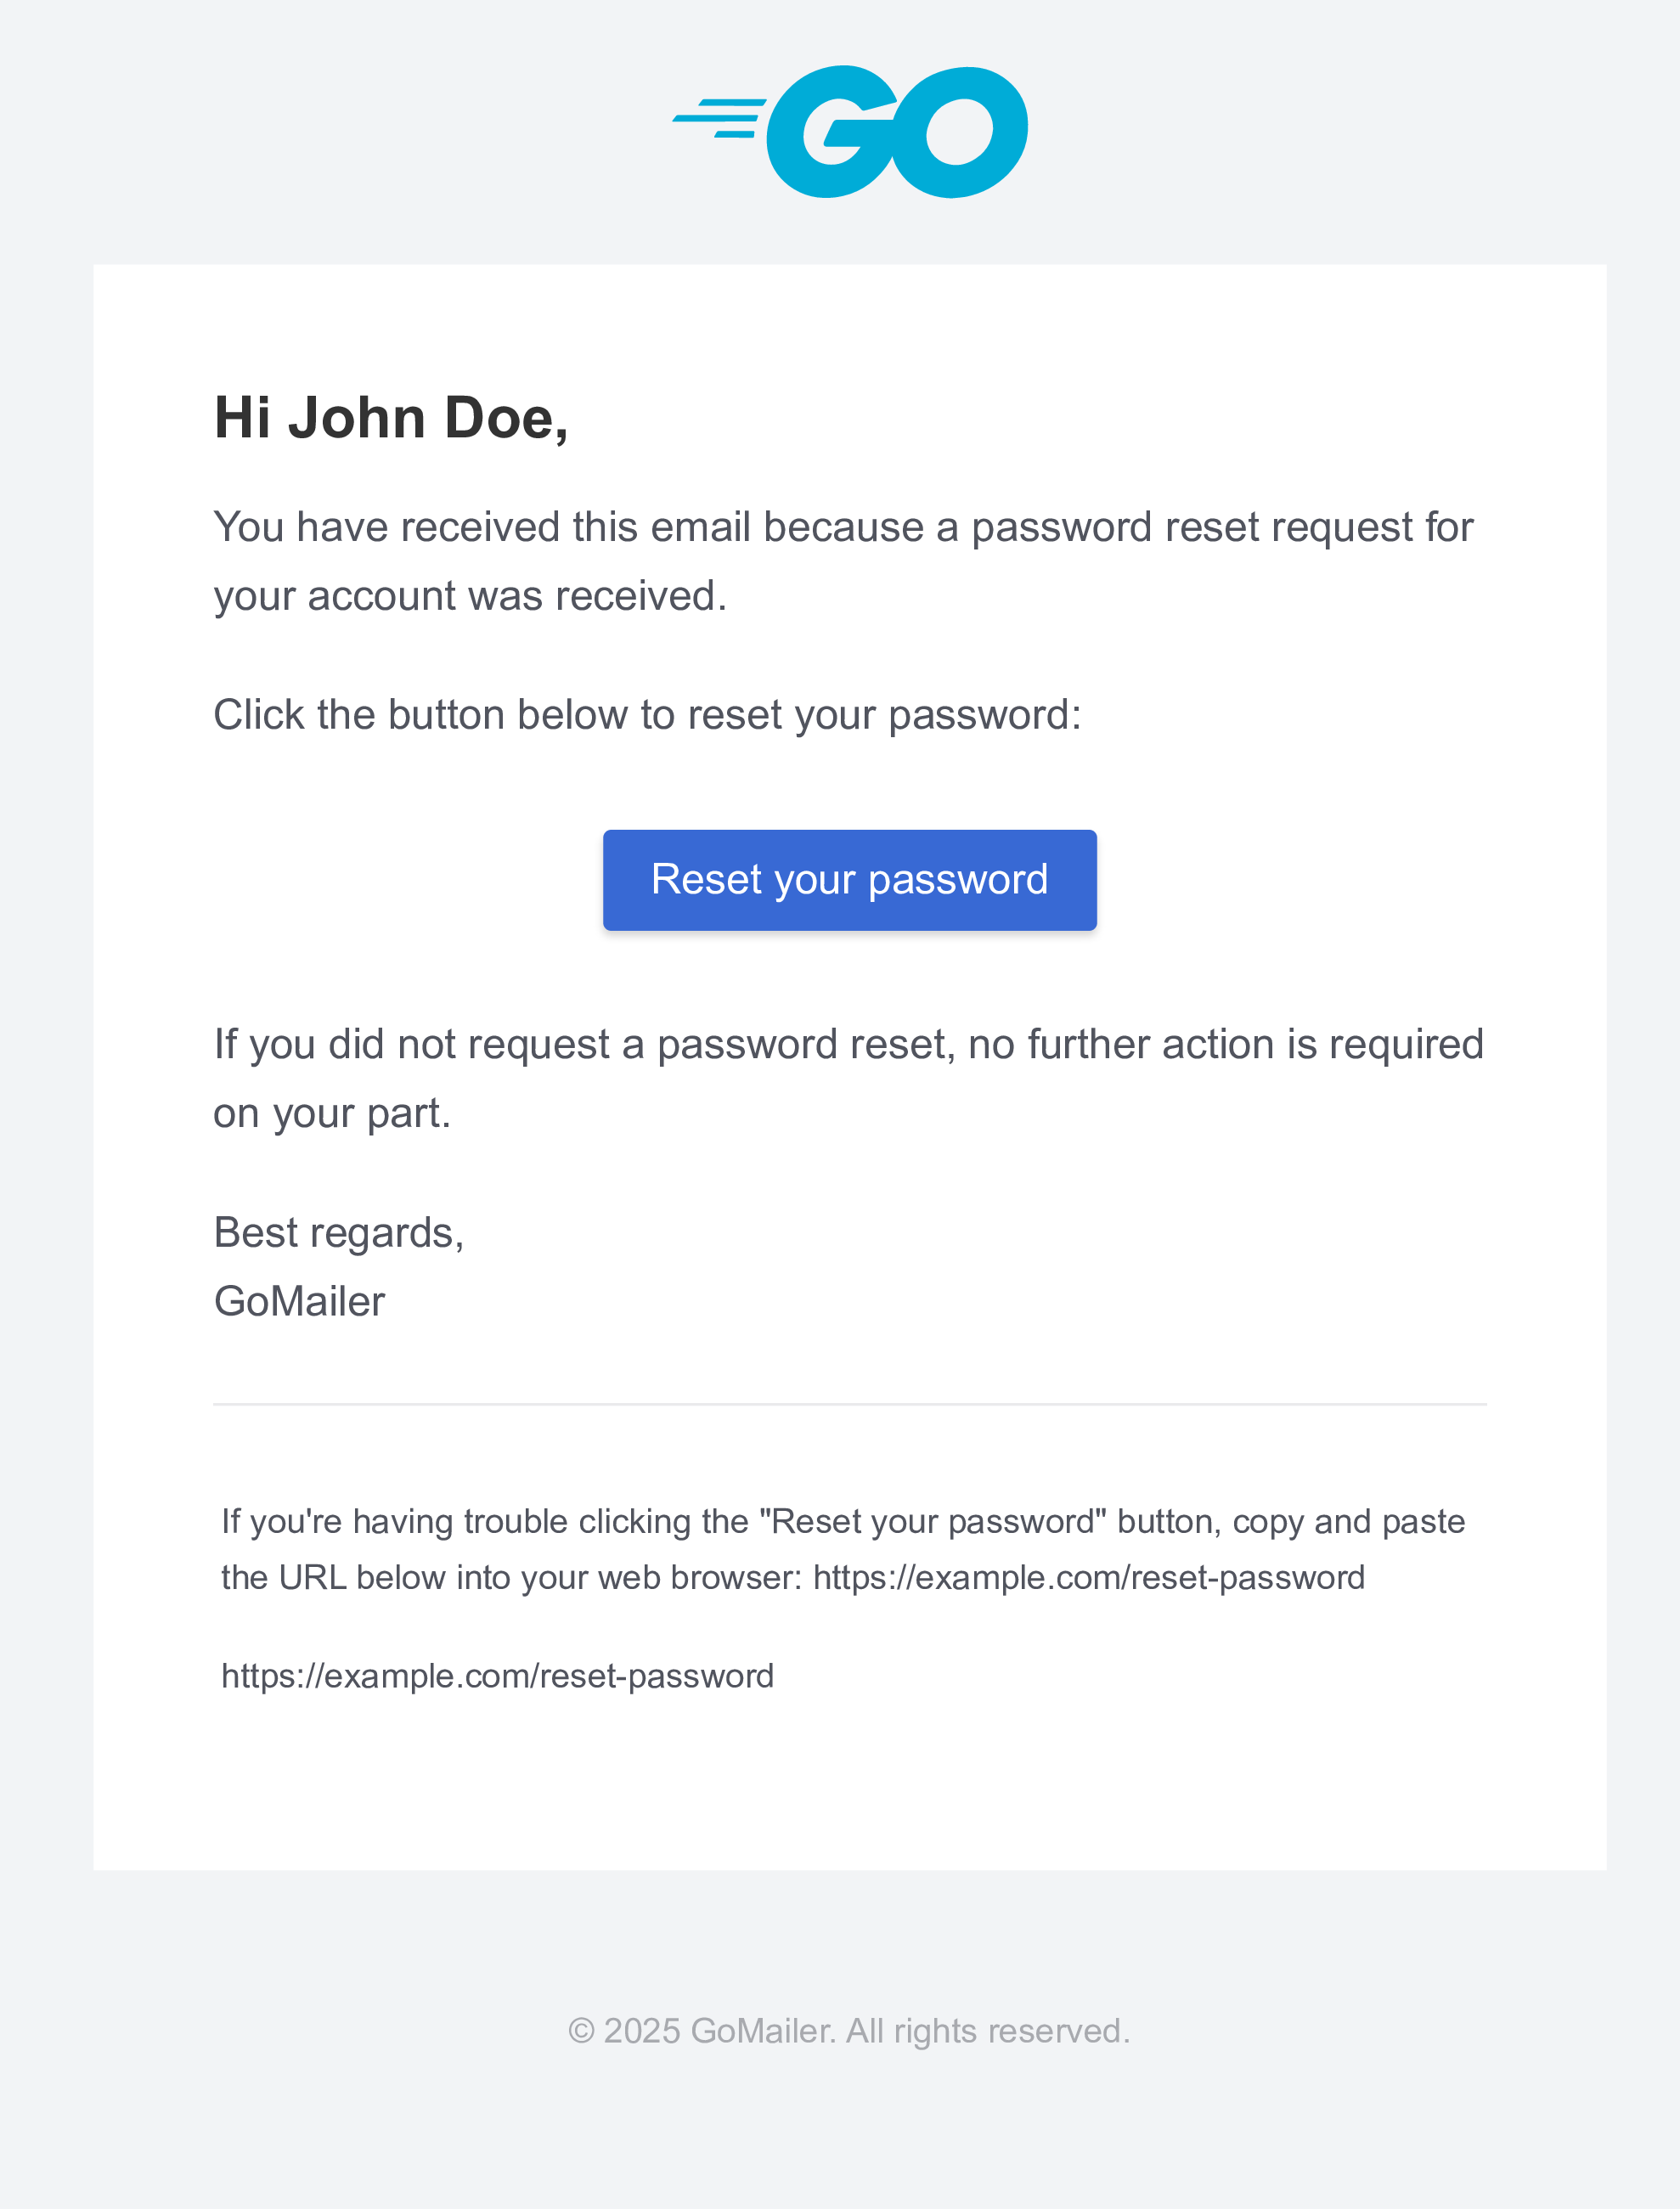 GO
Hi John Doe,
You have received this email because a password reset request for
your account was received.
Click the button below to reset your password:
Reset your password
If you did not request a password reset, no further action is required
on your part.
Best regards,
GoMailer
If you're having trouble clicking the "Reset your password" button, copy and paste
the URL below into your web browser: https://example.com/reset-password
https://example.com/reset-password
© 2025 GoMailer. All rights reserved.